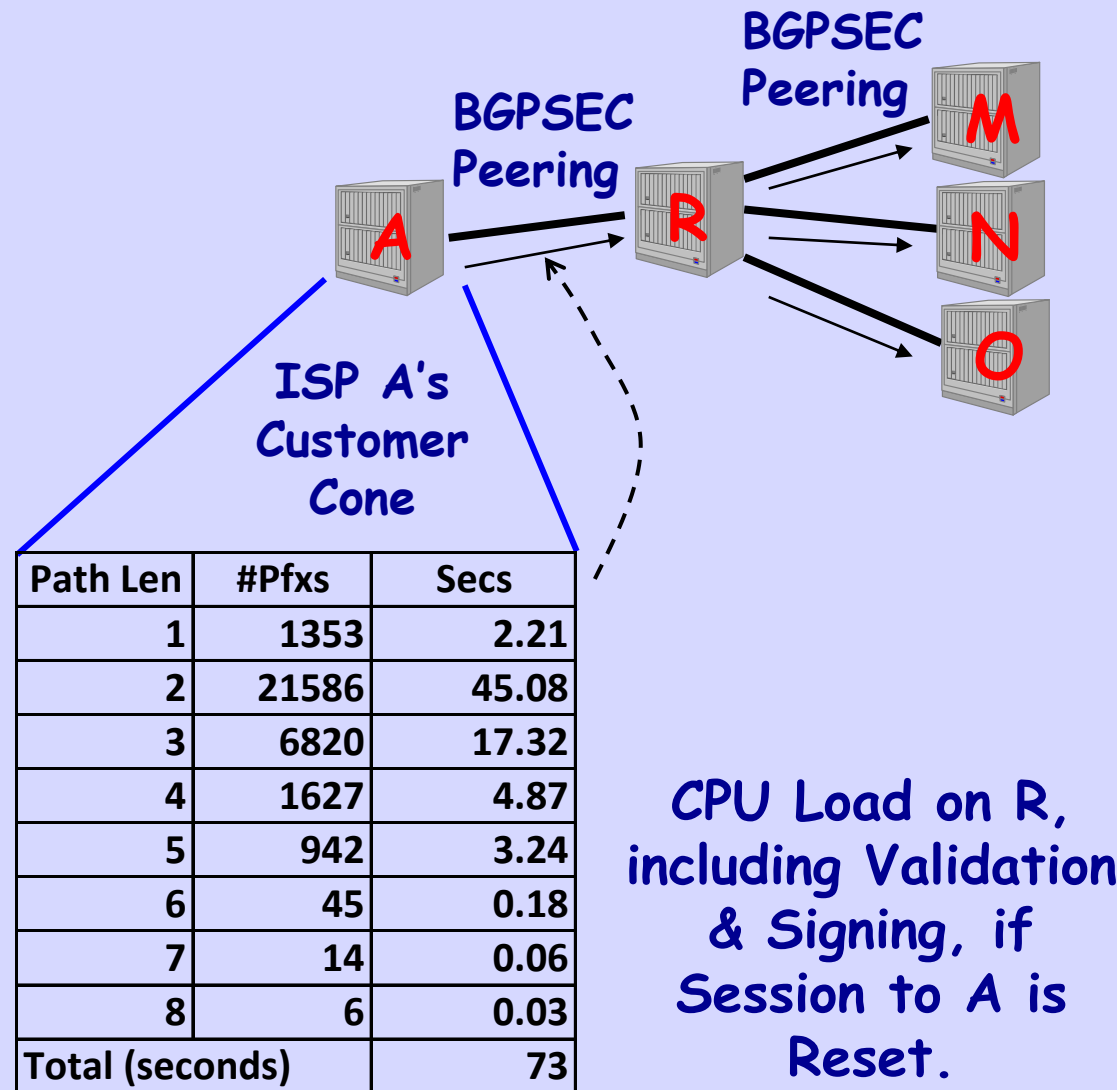 BGPSEC
Peering
BGPSEC
Peering
M
A
R
N
O
ISP A's
Customer
Cone
Path Len #Pfxs Secs
1 1353 2.21
2 21586 45.08
3 6820 17.32
4 1627 4.87
5 942 3.24
6 45 0.18
7 14 0.06
8 6 0.03
Total (seconds) 73
CPU Load on R,
including Validation
& Signing, if
Session to A is
Reset.